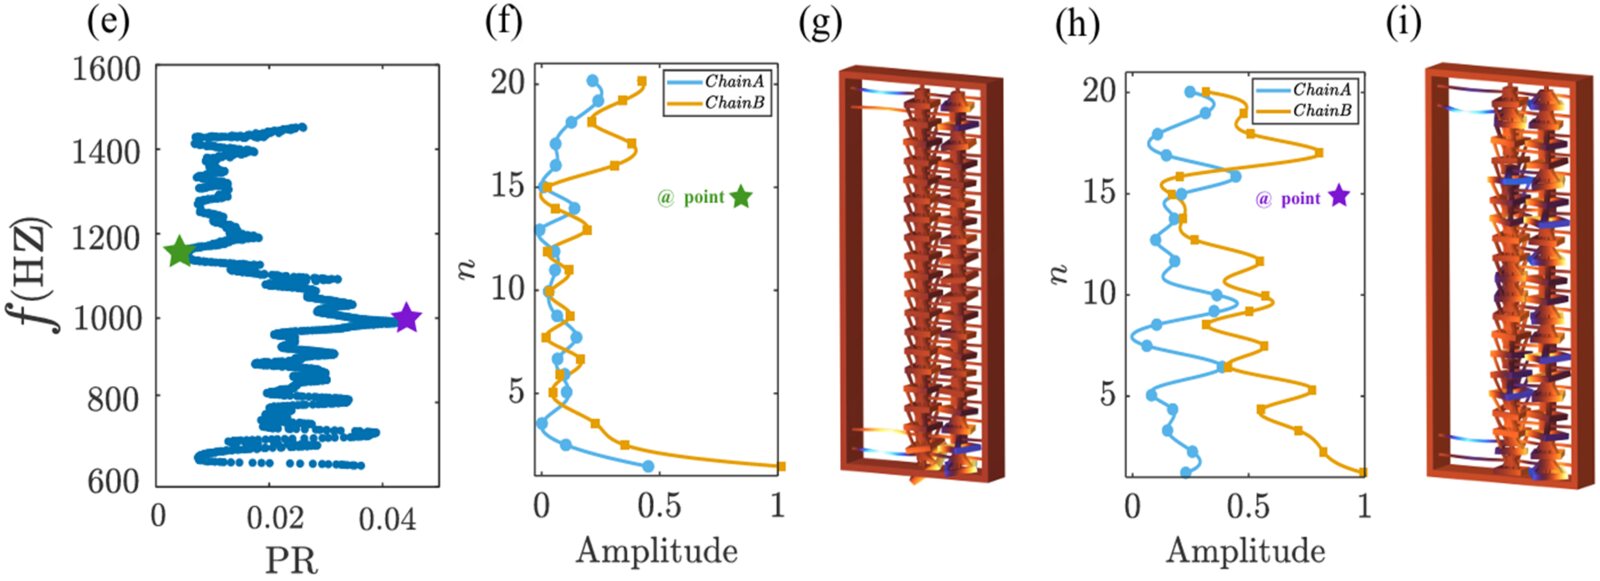 (e)
1600
1400
1200
1000
800
600
f(HZ)
0 0.02 0.04
PR
(f)
20
15
10
5
n
ChainA
ChainB
@ point
0 0.5 1
Amplitude
(g)
(h)
20
15
10
5
n
ChainA
ChainB
@ point
0 0.5 1
Amplitude
(i)